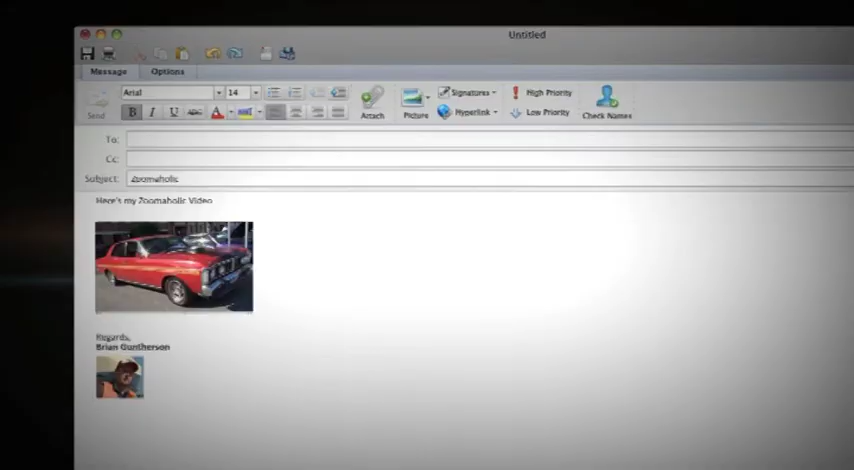 Untitled
Message Options
Arial 14 Signatures High Priority
B I U ABC A Hyperlink Low Priority
Send Attach Picture Check Names
To:
Cc:
Subject: Zoomaholic
Here's my Zoomaholic Video
Regards,
Brian Guntherson